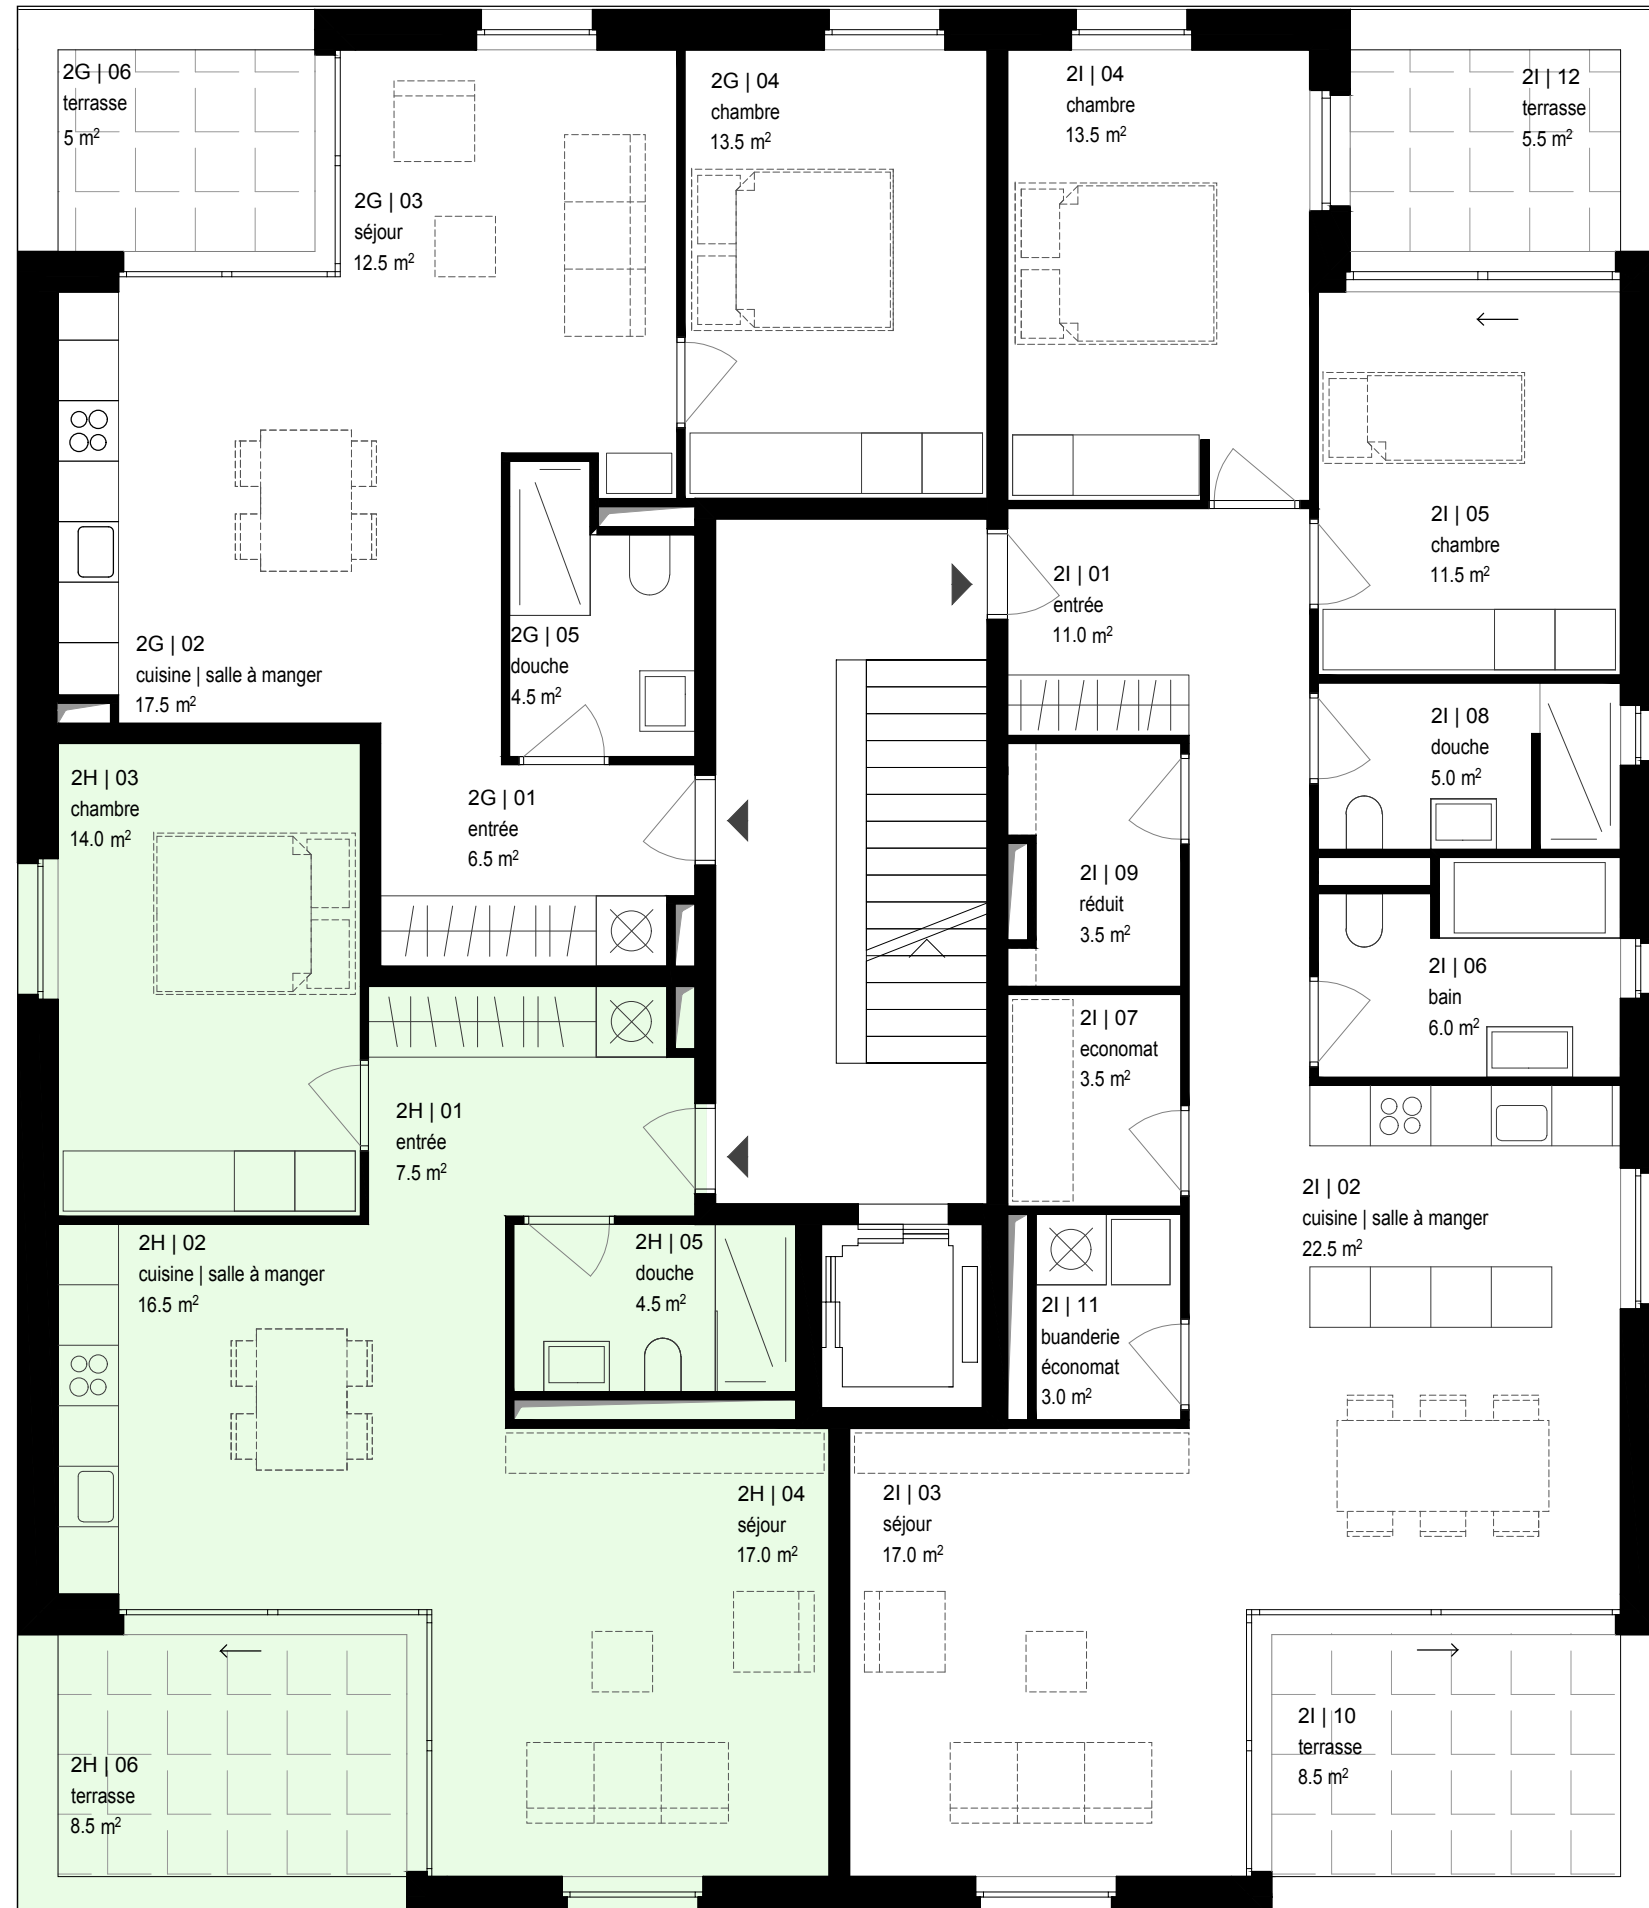 2G | 06
terrasse
5 m²
2G | 03
séjour
12.5 m²
2G | 04
chambre
13.5 m²
2I | 04
chambre
13.5 m²
2I | 12
terrasse
5.5 m²
2I | 05
chambre
11.5 m²
2I | 01
entrée
11.0 m²
2G | 02
cuisine | salle à manger
17.5 m²
2G | 05
douche
4.5 m²
2I | 08
douche
5.0 m²
2H | 03
chambre
14.0 m²
2G | 01
entrée
6.5 m²
2I | 09
réduit
3.5 m²
2I | 06
bain
6.0 m²
2I | 07
economat
3.5 m²
2H | 01
entrée
7.5 m²
2I | 02
cuisine | salle à manger
22.5 m²
2H | 02
cuisine | salle à manger
16.5 m²
2H | 05
douche
4.5 m²
2I | 11
buanderie
économat
3.0 m²
2H | 04
séjour
17.0 m²
2I | 03
séjour
17.0 m²
2H | 06
terrasse
8.5 m²
2I | 10
terrasse
8.5 m²